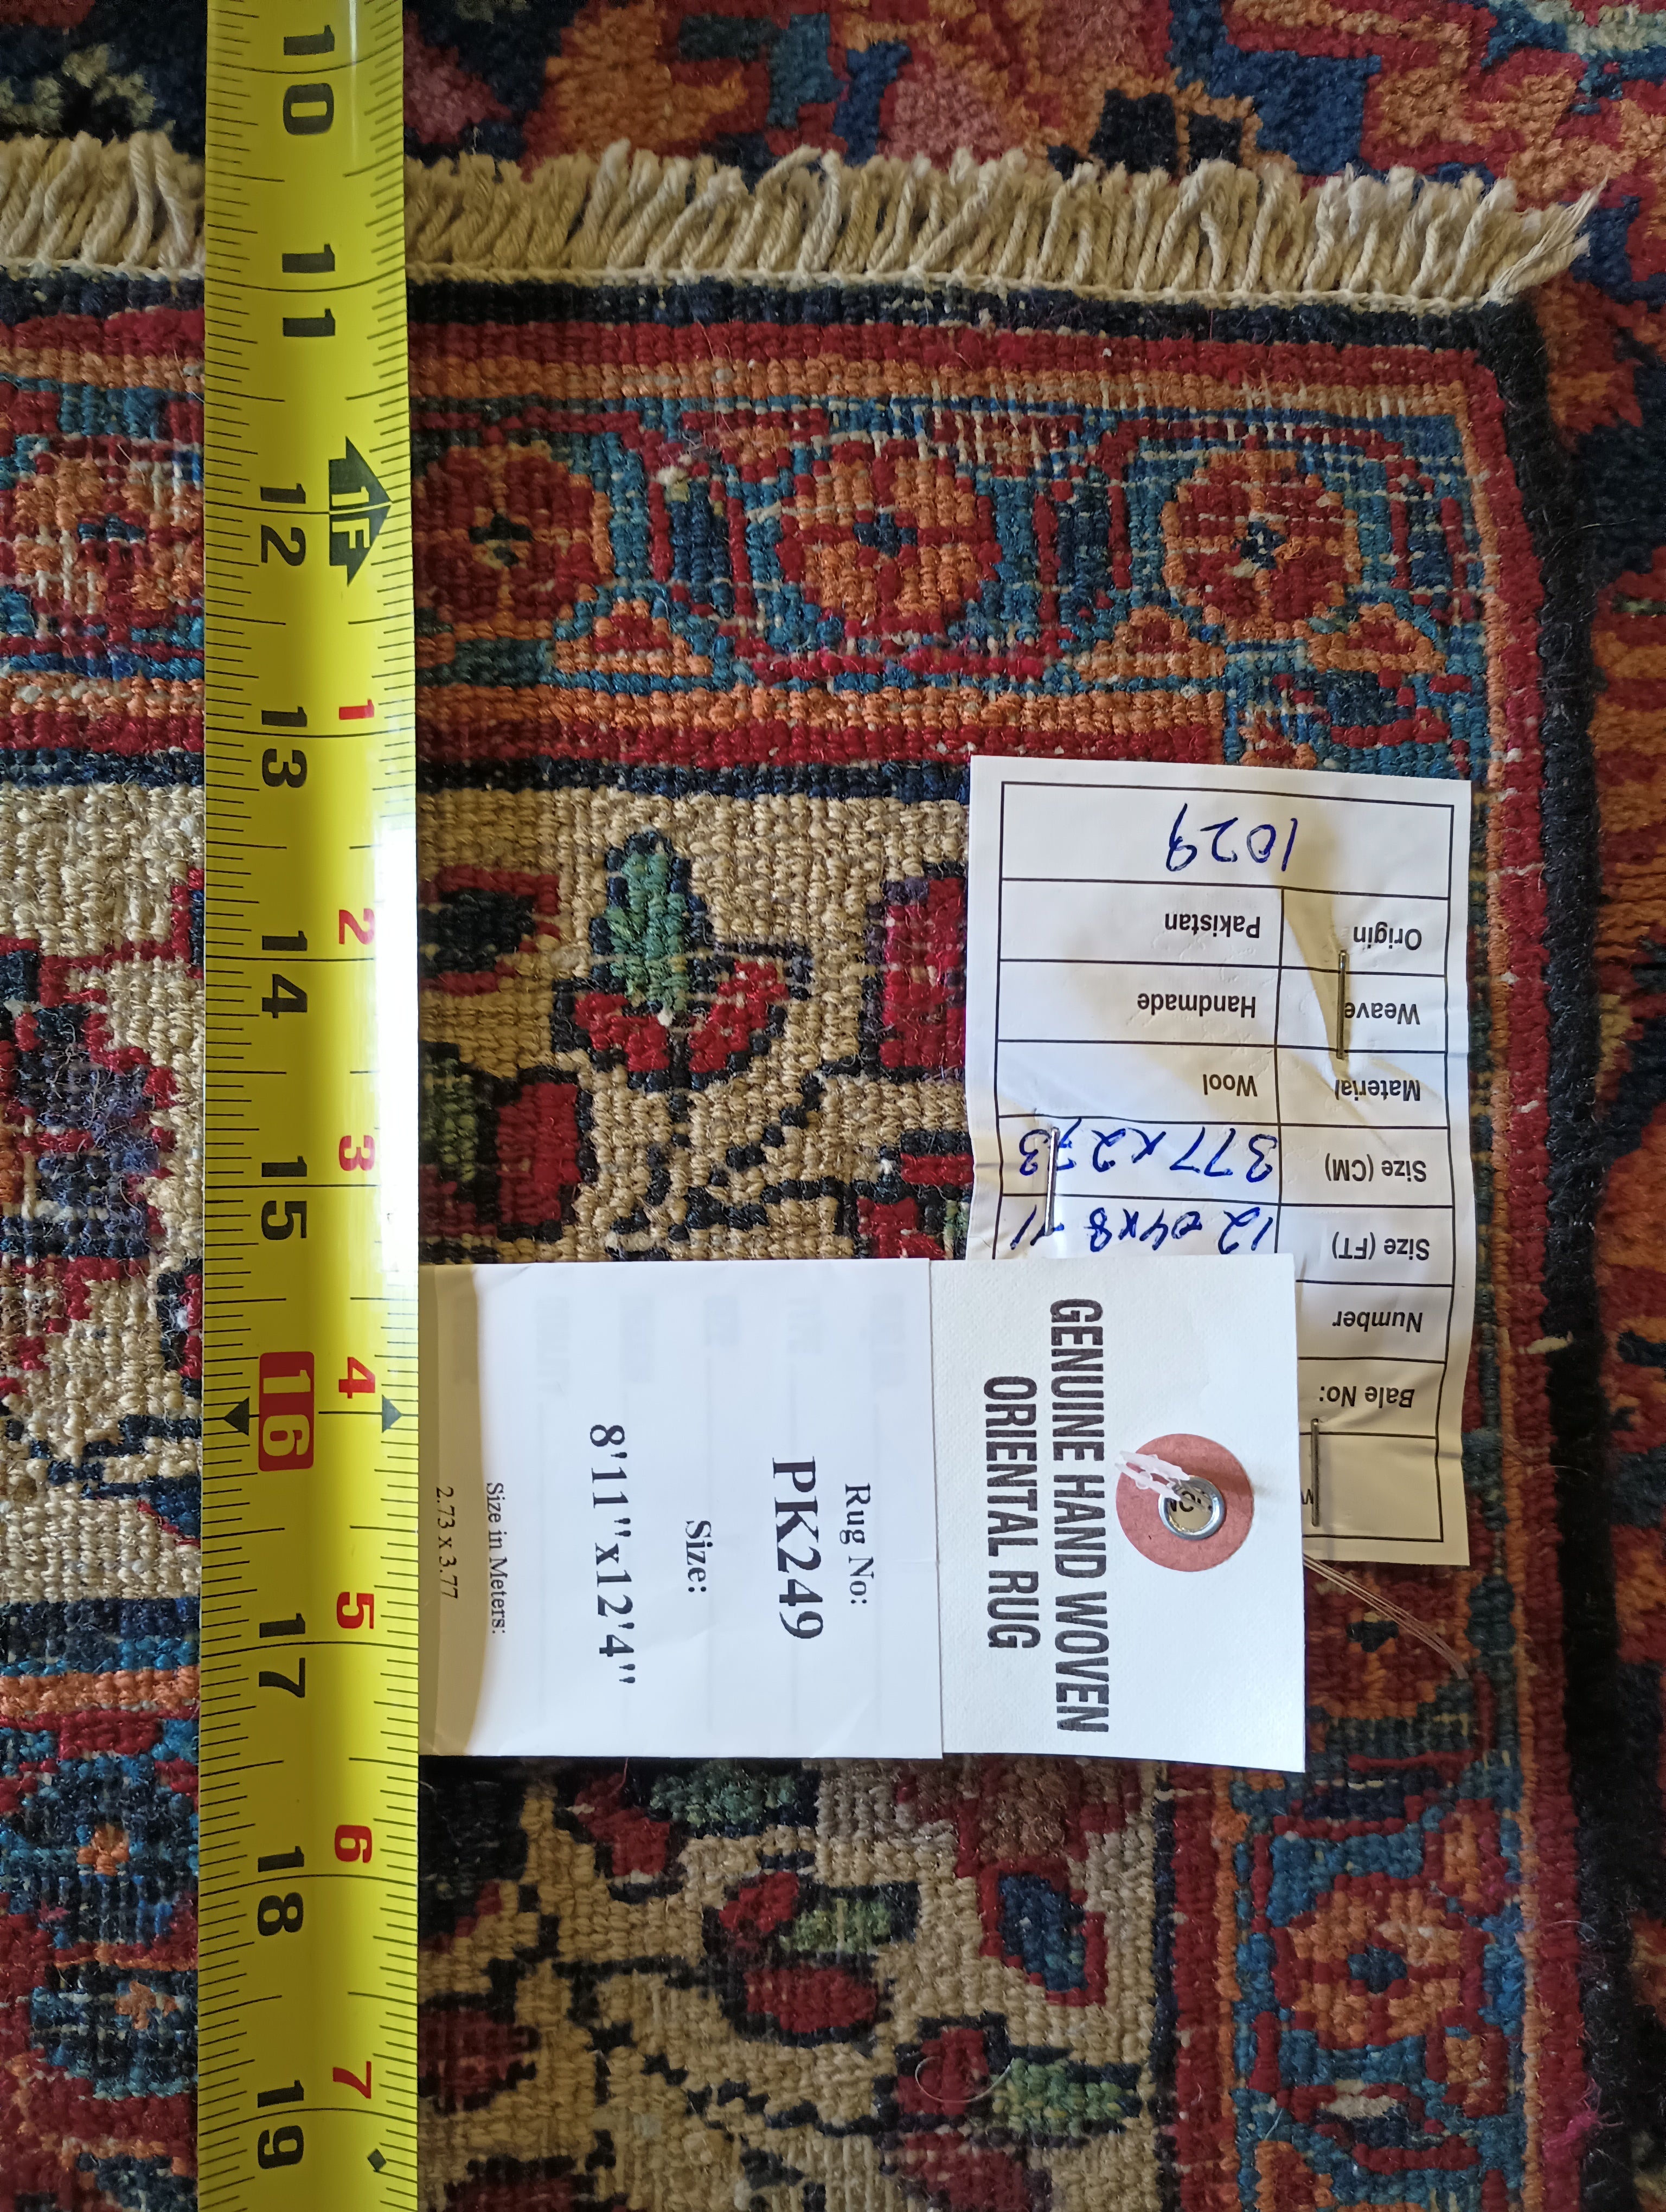 10
11
1F
12
1
13
2
14
3
15
4
16
5
17
6
18
7
19
GENUINE HAND WOVEN
ORIENTAL RUG
Rug No:
PK249
Size:
8'11"x12'4"
Size in Meters:
2.73 x 3.77
Bale No:
Number
Size (FT) 12-04x8-11
Size (CM) 377x273
Material Wool
Weave Handmade
Origin Pakistan
1029